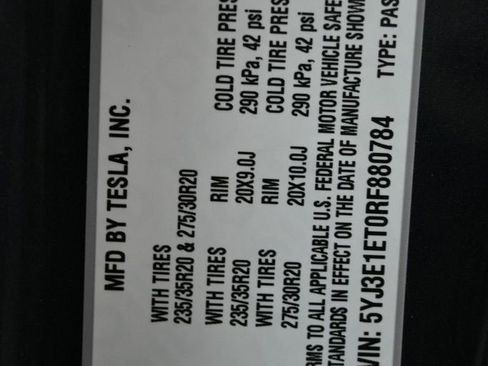 MFD BY TESLA, INC.
WITH TIRES
235/35R20 & 275/30R20
WITH TIRES RIM COLD TIRE PRES
235/35R20 20X9.0J 290 kPa, 42 psi
WITH TIRES RIM COLD TIRE PRES
275/30R20 20X10.0J 290 kPa, 42 psi
RMS TO ALL APPLICABLE U.S. FEDERAL MOTOR VEHICLE SAFE
TANDARDS IN EFFECT ON THE DATE OF MANUFACTURE SHOW
VIN: 5YJ3E1ET0RF880784 TYPE: PAS